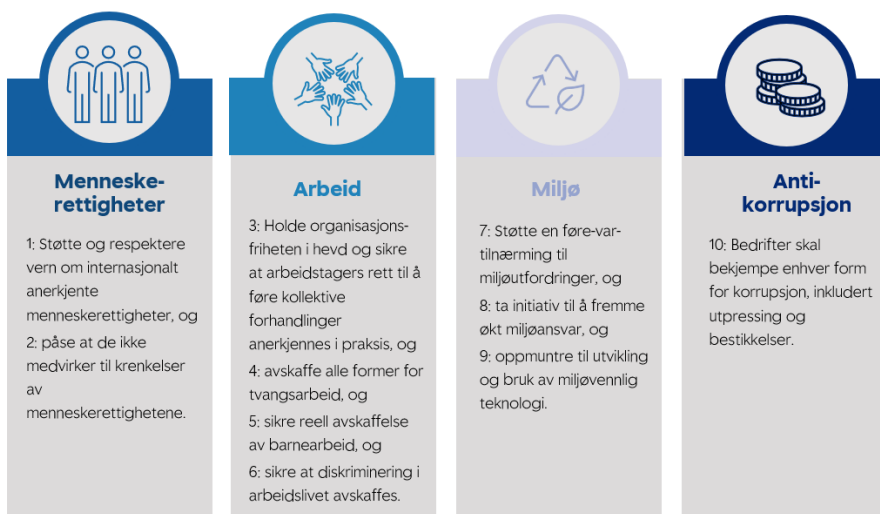 Menneske-
rettigheter
1: Støtte og respektere
vern om internasjonalt
anerkjente
menneskerettigheter, og
2: påse at de ikke
medvirker til krenkelser
av
menneskerettighetene.
Arbeid
3: Holde organisasjons-
friheten i hevd og sikre
at arbeidstagers rett til å
føre kollektive
forhandlinger
anerkjennes i praksis, og
4: avskaffe alle former for
tvangsarbeid, og
5: sikre reell avskaffelse
av barnearbeid, og
6: sikre at diskriminering i
arbeidslivet avskaffes.
Miljø
7: Støtte en føre-var-
tilnærming til
miljøutfordringer, og
8: ta initiativ til å fremme
økt miljøansvar, og
9: oppmuntre til utvikling
og bruk av miljøvennlig
teknologi.
Anti-
korrupsjon
10: Bedrifter skal
bekjempe enhver form
for korrupsjon, inkludert
utpressing og
bestikkelser.